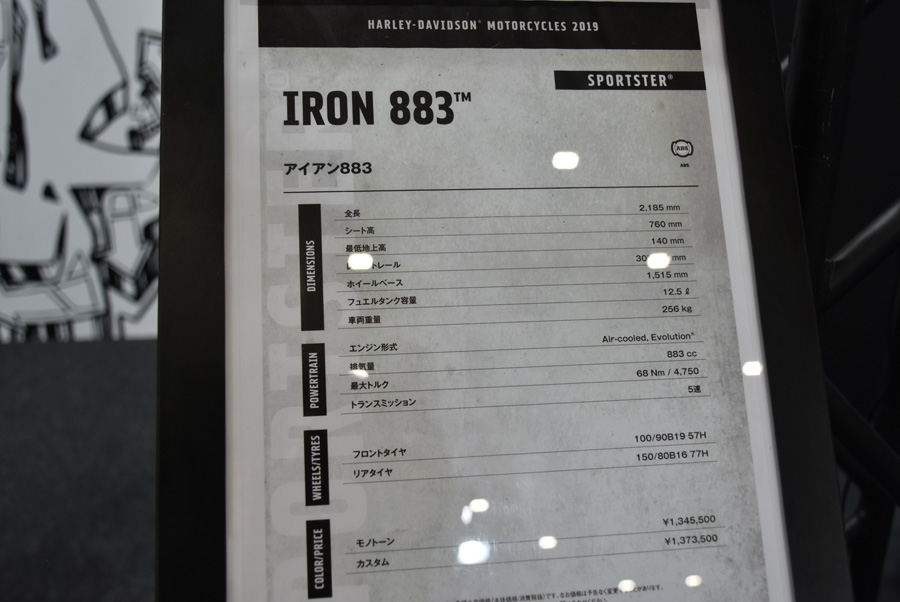 HARLEY-DAVIDSON® MOTORCYCLES 2019
SPORTSTER®
IRON 883™
アイアン883
ABS
ABS
DIMENSIONS
全長 2,185 mm
シート高 760 mm
最低地上高 140 mm
トレール mm
ホイールベース 1,515 mm
フュエルタンク容量 12.5 ℓ
車両重量 256 kg
POWERTRAIN
エンジン形式 Air-cooled, Evolution®
排気量 883 cc
最大トルク 68 Nm / 4,750
トランスミッション 5速
WHEELS/TYRES
フロントタイヤ 100/90B19 57H
リアタイヤ 150/80B16 77H
COLOR/PRICE
モノトーン ¥1,345,500
カスタム ¥1,373,500